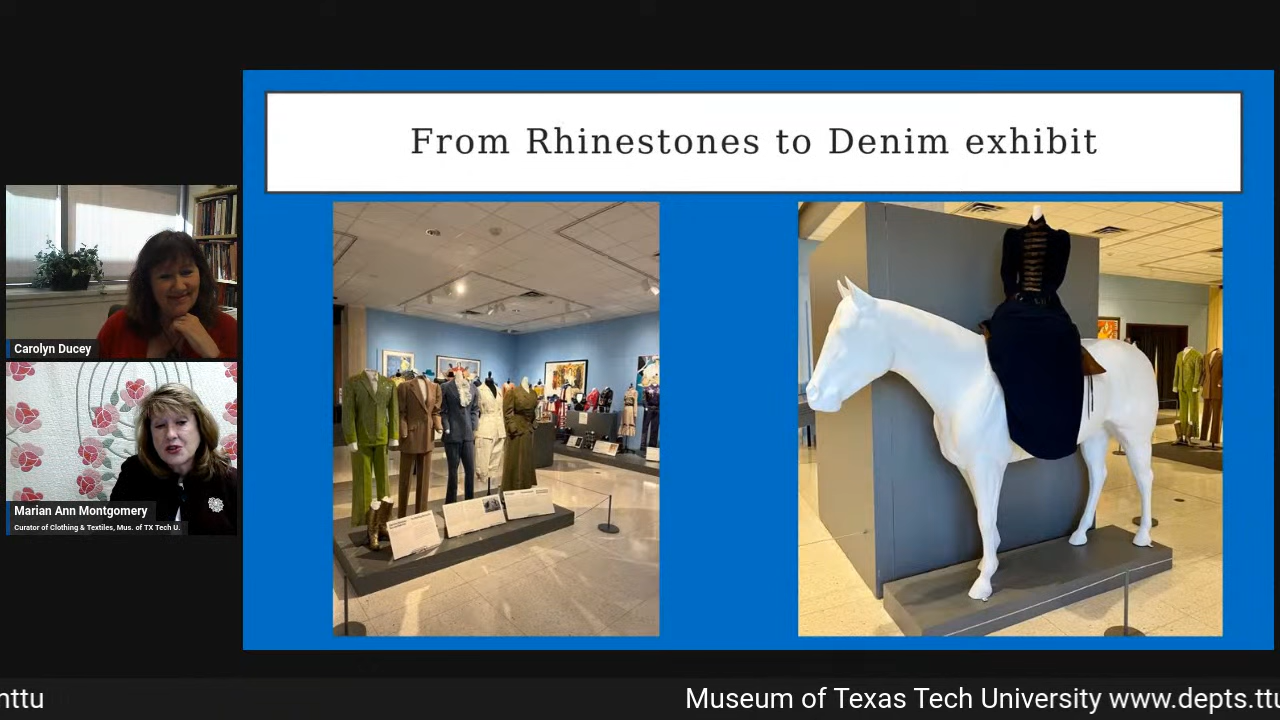 From Rhinestones to Denim exhibit
Carolyn Ducey
Marian Ann Montgomery
Curator of Clothing & Textiles, Mus. of TX Tech U.
nttu
Museum of Texas Tech University www.depts.ttu